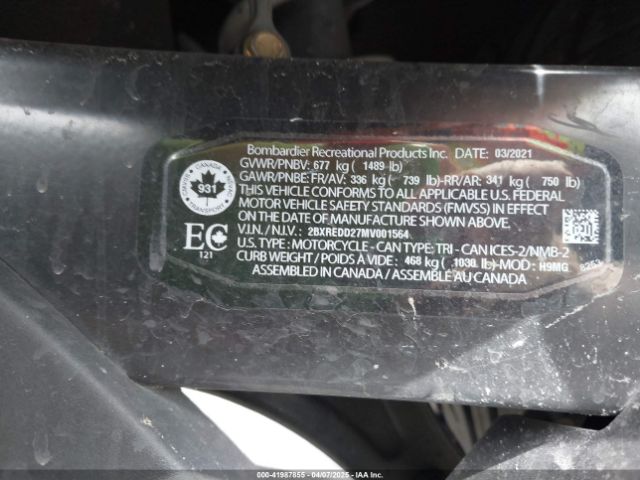 Bombardier Recreational Products Inc. DATE: 03/2021
GVWR/PNBV: 677 kg ( 1489 lb)
GAWR/PNBE: FR/AV: 336 kg ( 739 lb)-RR/AR: 341 kg ( 750 lb)
THIS VEHICLE CONFORMS TO ALL APPLICABLE U.S. FEDERAL
MOTOR VEHICLE SAFETY STANDARDS (FMVSS) IN EFFECT
ON THE DATE OF MANUFACTURE SHOWN ABOVE.
V.I.N. / N.I.V. : 2BXREDD27MV001564
U.S. TYPE : MOTORCYCLE - CAN TYPE: TRI - CAN ICES-2/NMB-2
CURB WEIGHT / POIDS À VIDE : 468 kg ( 1030 lb)-MOD : H9MG
ASSEMBLED IN CANADA / ASSEMBLÉ AU CANADA
CANADA
931
TRANSPORT
EC
121
000-41987855 - 04/07/2025 - IAAI Inc.